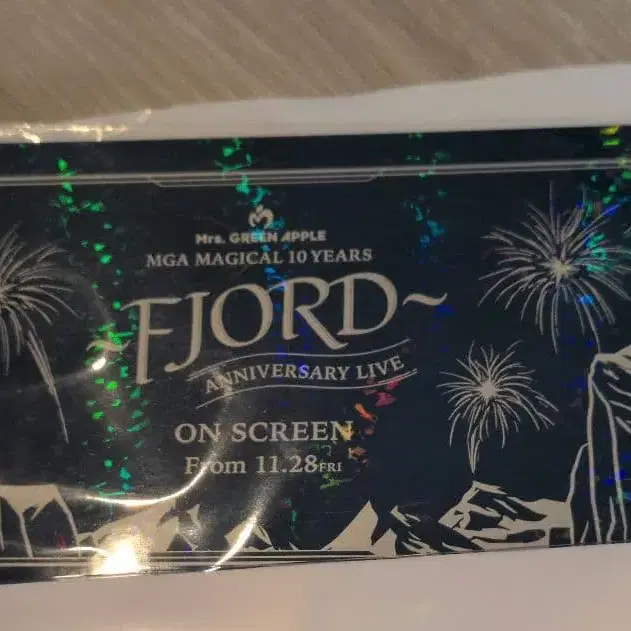 Mrs. GREEN APPLE
MGA MAGICAL 10 YEARS
~FJORD~
ANNIVERSARY LIVE
ON SCREEN
From 11.28FRI